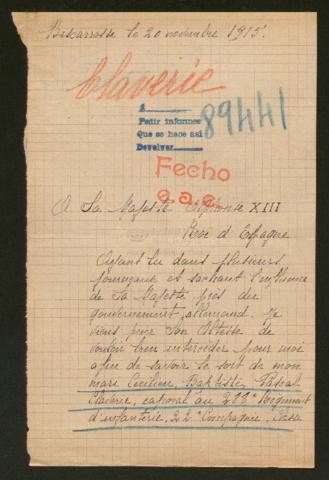 Biscarrosse le 20 novembre 1915.
Claverie
A
Pedir informes
Que se hace así
Devolver
89441
Fecho
A Sa Majesté Alphonse XIII
Roi d'Espagne
Ayant lu dans plusieurs
journaux et sachant l'influence
de Sa Majesté près du
gouvernement allemand. Je
viens prier Son Altesse de
vouloir bien intercéder pour moi
afin de savoir le sort de mon
mari Baptiste, Pascal
Claverie, caporal au Régiment
d'infanterie, 22e Compagnie.